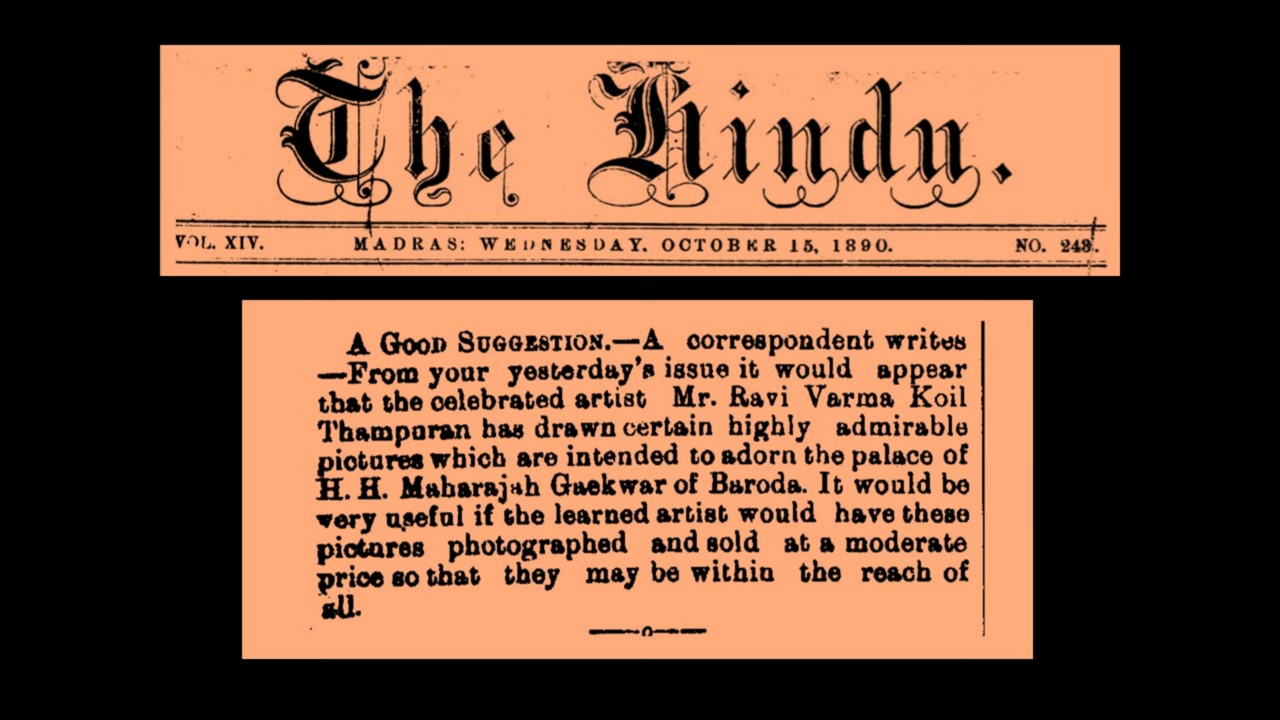 The Hindu.
VOL. XIV. MADRAS: WEDNESDAY, OCTOBER 15, 1890. NO. 248.
A GOOD SUGGESTION.—A correspondent writes
—From your yesterday's issue it would appear
that the celebrated artist Mr. Ravi Varma Koil
Thampuran has drawn certain highly admirable
pictures which are intended to adorn the palace of
H. H. Maharajah Gaekwar of Baroda. It would be
very useful if the learned artist would have these
pictures photographed and sold at a moderate
price so that they may be within the reach of
all.